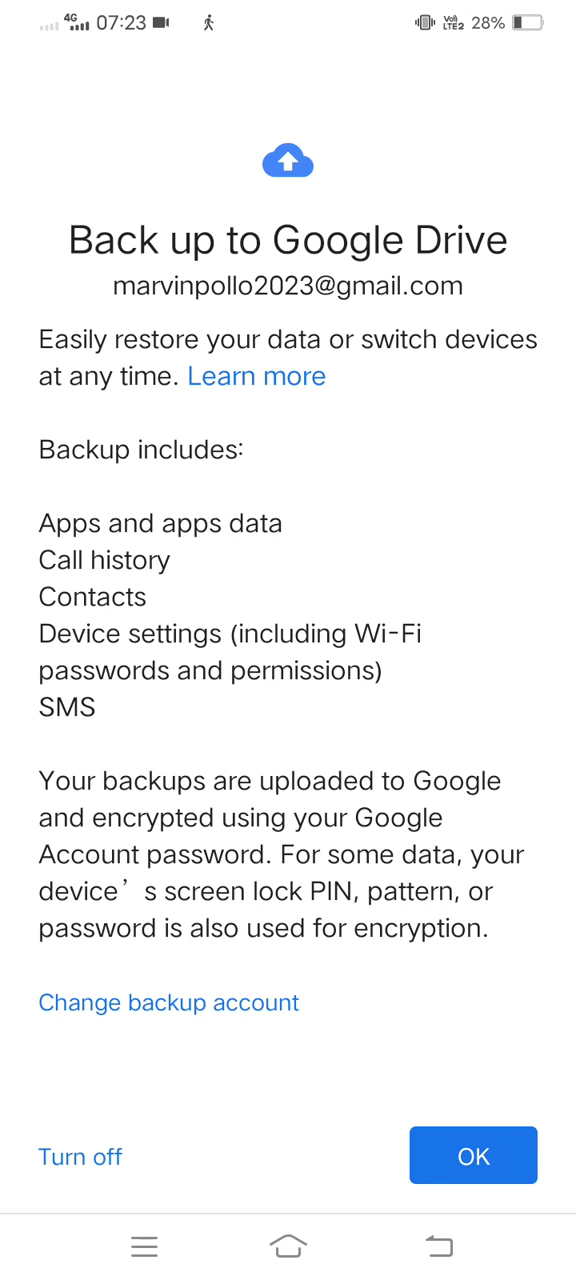 4G 07:23 Vo) LTE2 28%
Back up to Google Drive
marvinpollo2023@gmail.com
Easily restore your data or switch devices
at any time. Learn more
Backup includes:
Apps and apps data
Call history
Contacts
Device settings (including Wi-Fi
passwords and permissions)
SMS
Your backups are uploaded to Google
and encrypted using your Google
Account password. For some data, your
device’s screen lock PIN, pattern, or
password is also used for encryption.
Change backup account
Turn off OK